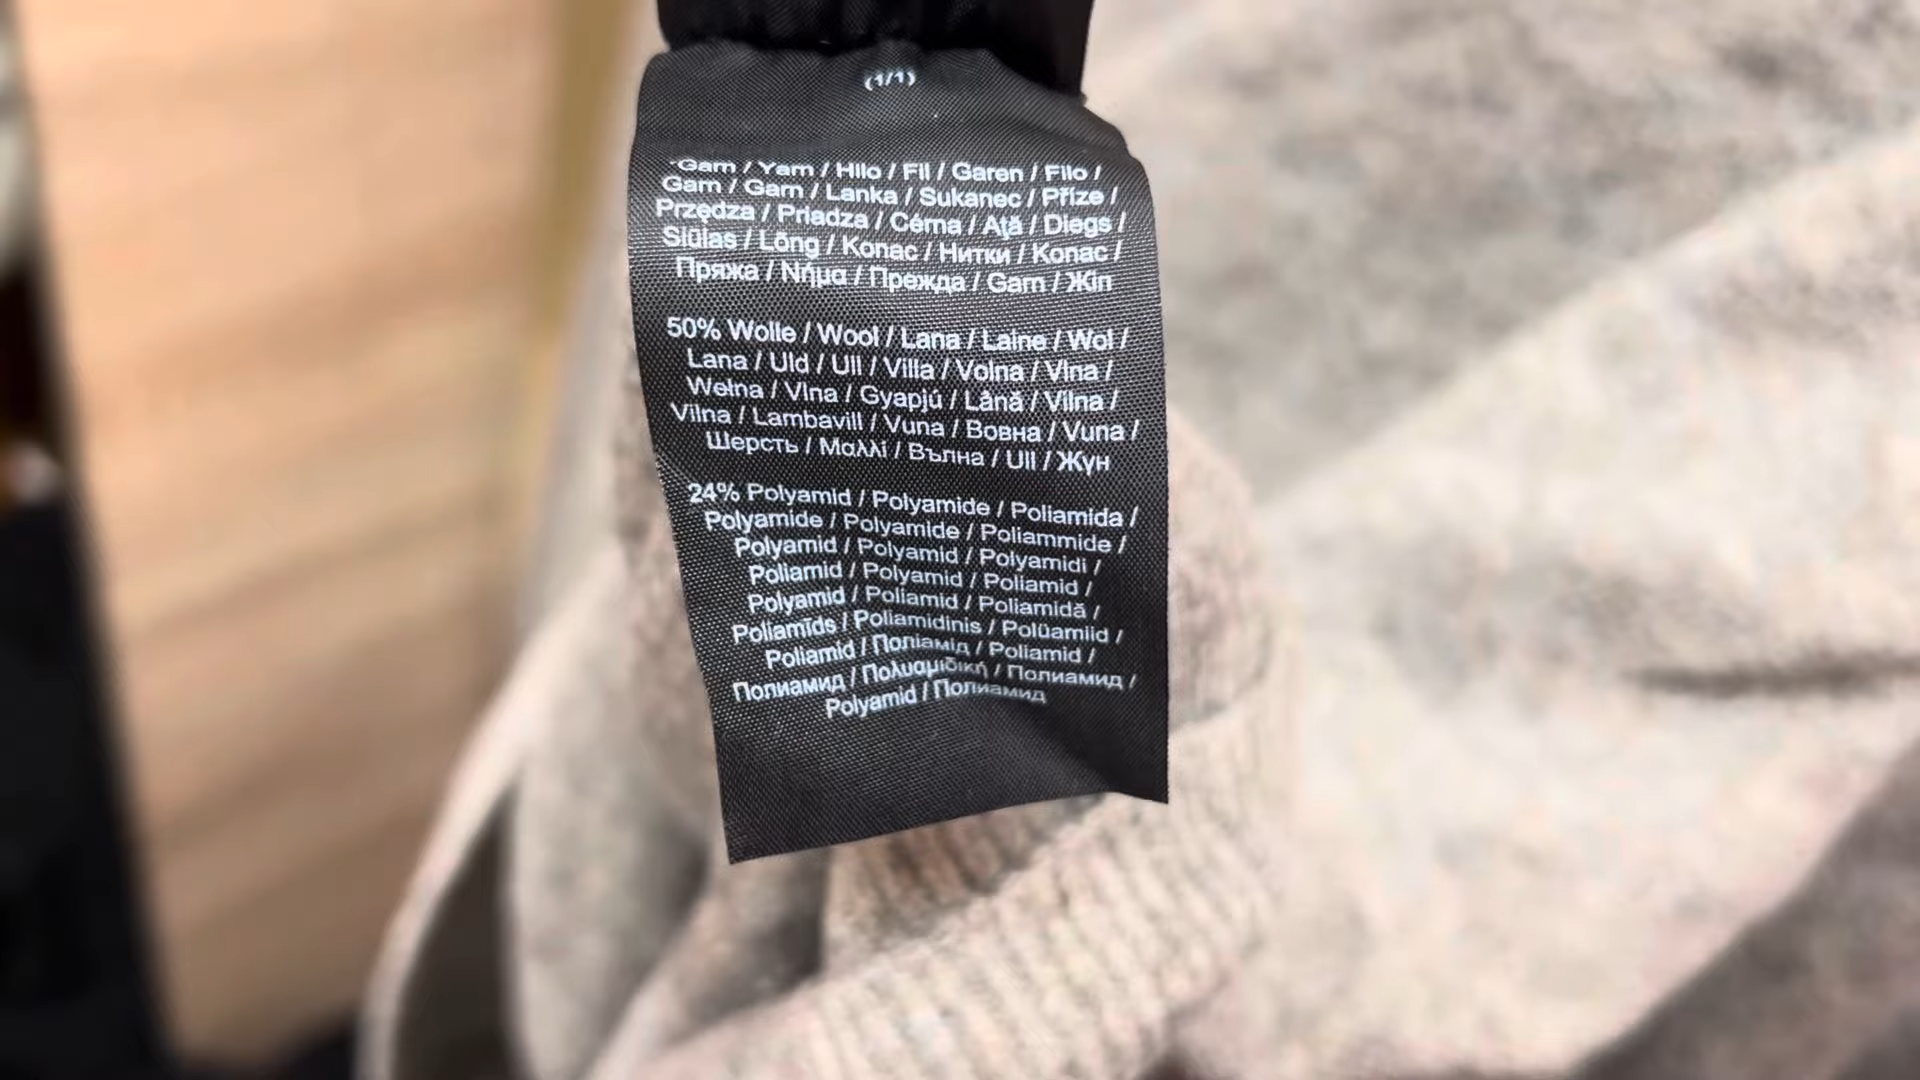 (1/1)
*Garn / Yarn / Hilo / Fil / Garen / Filo /
Garn / Garn / Lanka / Sukanec / Příze /
Przędza / Priadza / Cérna / Ață / Diegs /
Siūlas / Lõng / Konac / Нитки / Konac /
Пряжа / Νήμα / Прежда / Garn / Жіп
50% Wolle / Wool / Lana / Laine / Wol /
Lana / Uld / Ull / Villa / Volna / Vlna /
Wełna / Vlna / Gyapjú / Lână / Vilna /
Vilna / Lambavill / Vuna / Вовна / Vuna /
Шерсть / Μαλλί / Вълна / Ull / Жүн
24% Polyamid / Polyamide / Poliamida /
Polyamide / Polyamide / Poliammide /
Polyamid / Polyamid / Polyamidi /
Poliamid / Polyamid / Poliamid /
Polyamid / Poliamid / Poliamidă /
Poliamīds / Poliamidinis / Polüamiid /
Poliamid / Поліамід / Poliamid /
Полиамид / Πολυαμιδική / Полиамид /
Polyamid / Полиамид